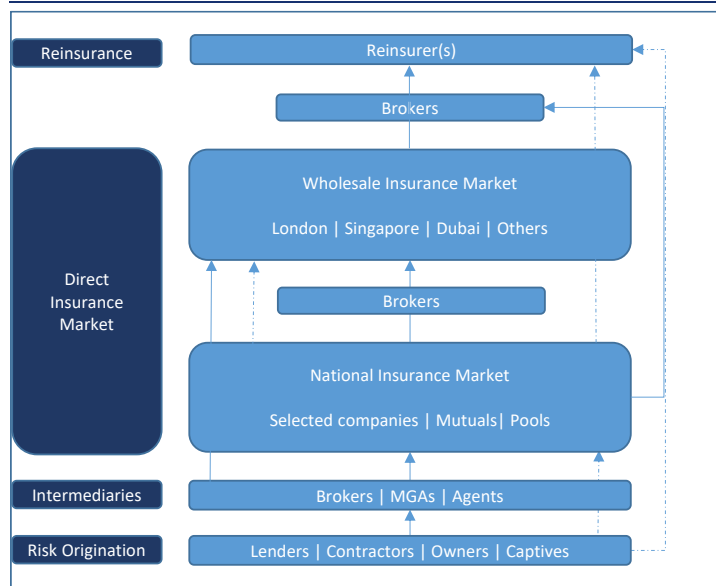 Reinsurance
Reinsurer(s)
Brokers
Wholesale Insurance Market
London | Singapore | Dubai | Others
Direct
Insurance
Market
Brokers
National Insurance Market
Selected companies | Mutuals| Pools
Intermediaries
Brokers | MGAs | Agents
Risk Origination
Lenders | Contractors | Owners | Captives